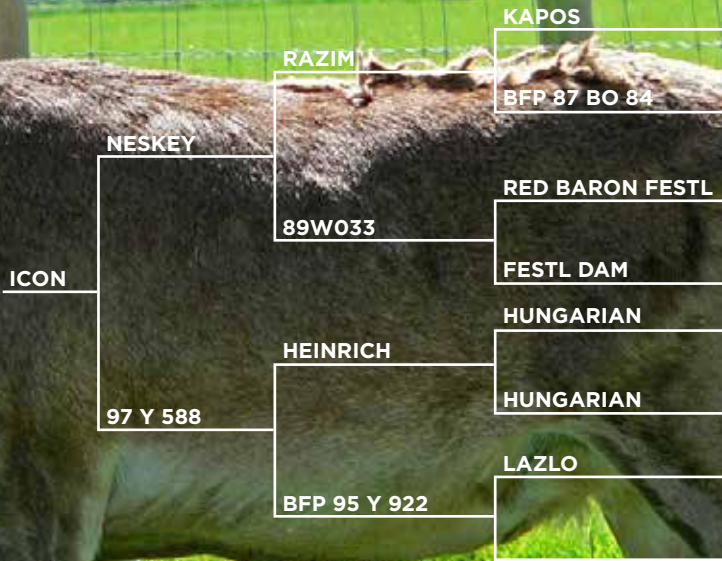 KAPOS
RAZIM
BFP 87 BO 84
NESKEY
RED BARON FESTL
89W033
FESTL DAM
ICON
HUNGARIAN
HEINRICH
HUNGARIAN
97 Y 588
LAZLO
BFP 95 Y 922